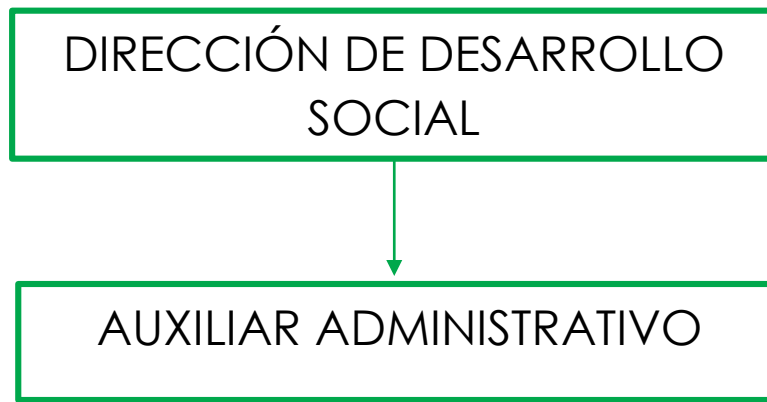 DIRECCIÓN DE DESARROLLO
SOCIAL
AUXILIAR ADMINISTRATIVO